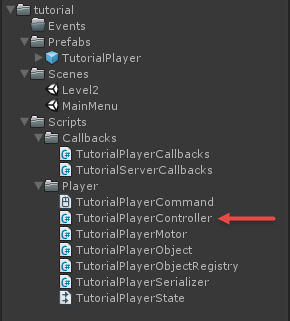 tutorial
Events
Prefabs
TutorialPlayer
Scenes
Level2
MainMenu
Scripts
Callbacks
TutorialPlayerCallbacks
TutorialServerCallbacks
Player
TutorialPlayerCommand
TutorialPlayerController
TutorialPlayerMotor
TutorialPlayerObject
TutorialPlayerObjectRegistry
TutorialPlayerSerializer
TutorialPlayerState